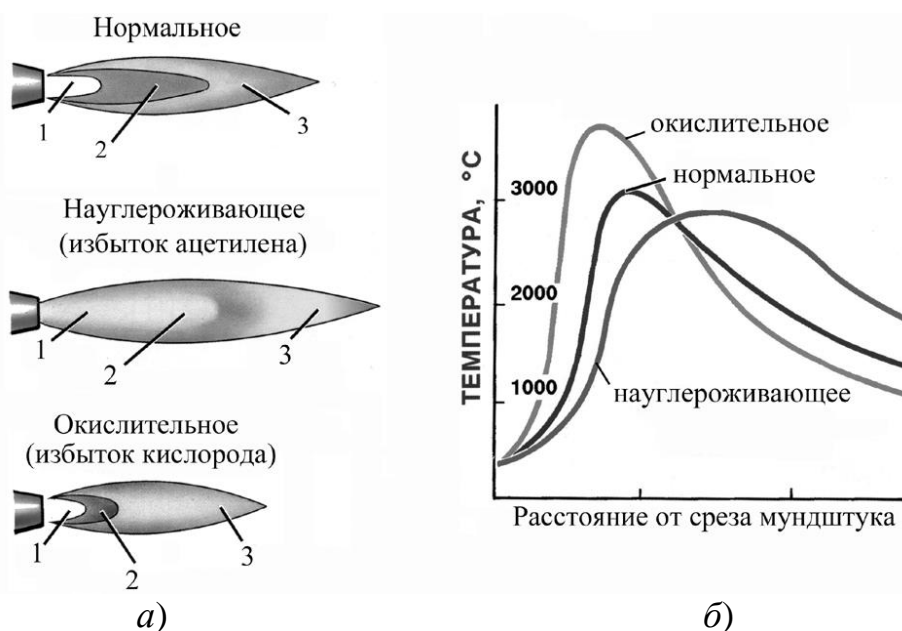 Нормальное
1
2
3
Науглероживающее
(избыток ацетилена)
1
2
3
Окислительное
(избыток кислорода)
1
2
3
а)
ТЕМПЕРАТУРА, °С
3000
2000
1000
окислительное
нормальное
науглероживающее
Расстояние от среза мундштука
б)